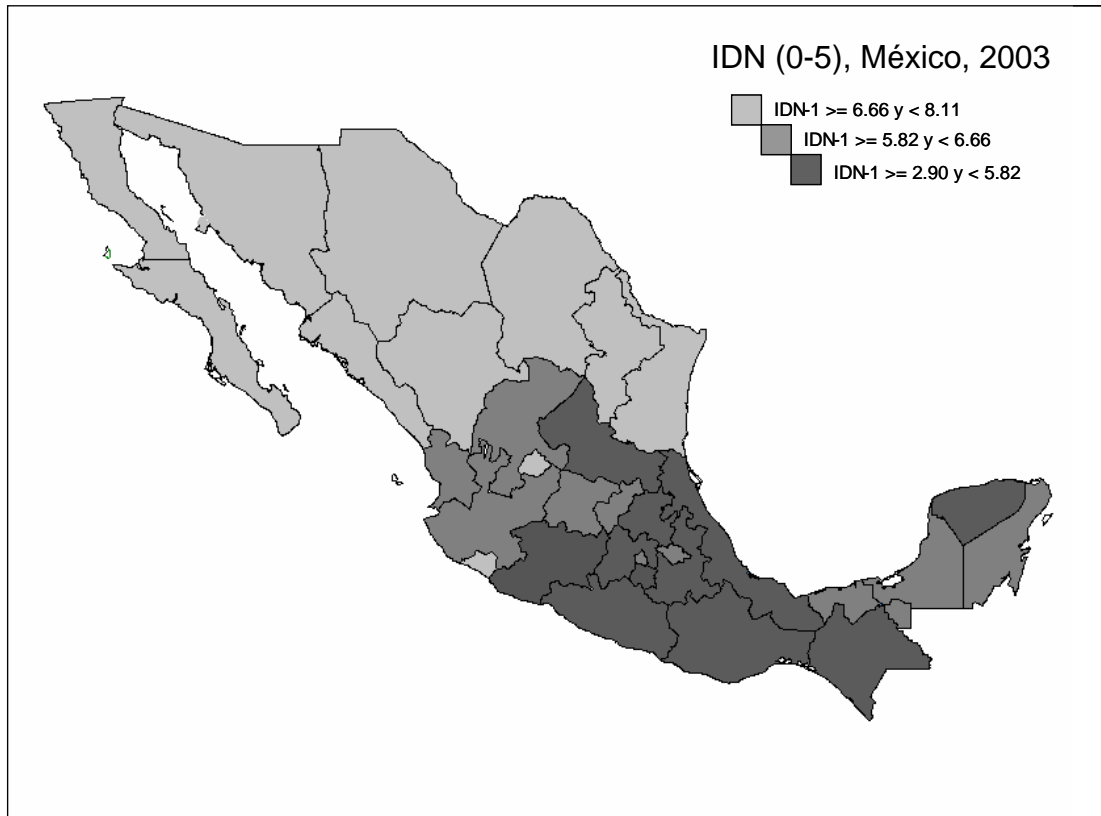 IDN (0-5), México, 2003
IDN-1 >= 6.66 y < 8.11
IDN-1 >= 5.82 y < 6.66
IDN-1 >= 2.90 y < 5.82